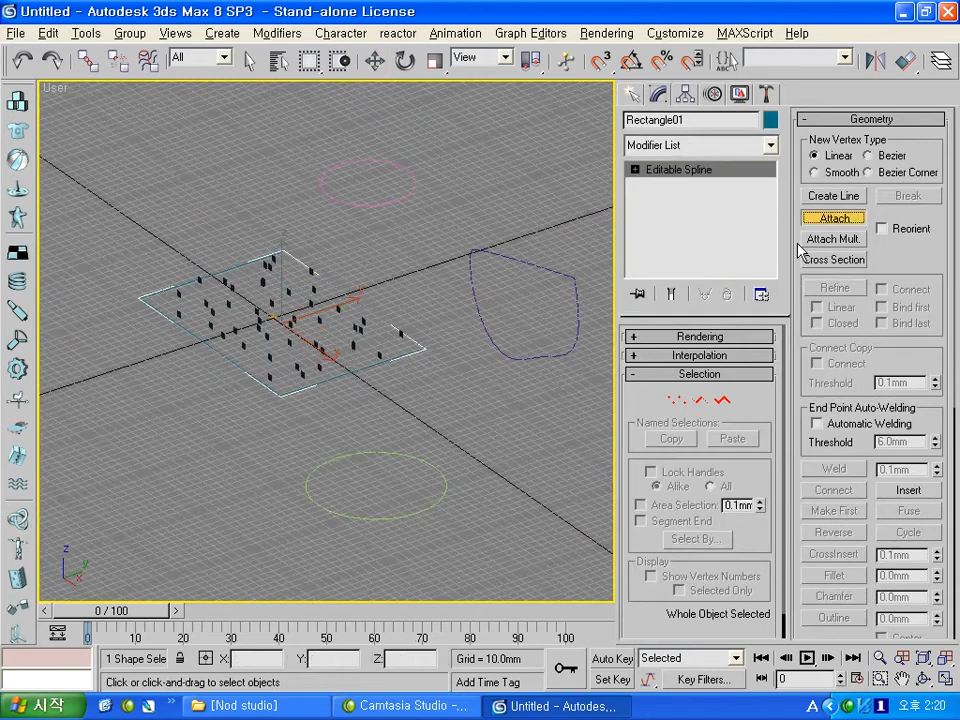 Untitled - Autodesk 3ds Max 8 SP3 - Stand-alone License
File Edit Tools Group Views Create Modifiers Character reactor Animation Graph Editors Rendering Customize MAXScript Help
All
View
User
Rectangle01
Modifier List
Editable Spline
Rendering
Interpolation
Selection
Named Selections:
Copy Paste
Lock Handles
Alike All
Area Selection: 0.1mm
Segment End
Select By...
Display
Show Vertex Numbers
Selected Only
Whole Object Selected
Geometry
New Vertex Type
Linear Bezier
Smooth Bezier Corner
Create Line Break
Attach
Reorient
Attach Mult.
Cross Section
Refine Connect
Linear Bind first
Closed Bind last
Connect Copy
Connect
Threshold 0.1mm
End Point Auto-Welding
Automatic Welding
Threshold 6.0mm
Weld 0.1mm
Connect Insert
Make First Fuse
Reverse Cycle
CrossInsert 0.1mm
Fillet 0.0mm
Chamfer 0.0mm
Outline 0.0mm
z
y
x
0 / 100
0 10 20 30 40 50 60 70 80 90 100
1 Shape Sele X: Y: Z: Grid = 10.0mm Auto Key Selected
Click or click-and-drag to select objects Add Time Tag Set Key Key Filters... 0
시작 [Nod studio] Camtasia Studio - ... Untitled - Autodes... A 오후 2:20